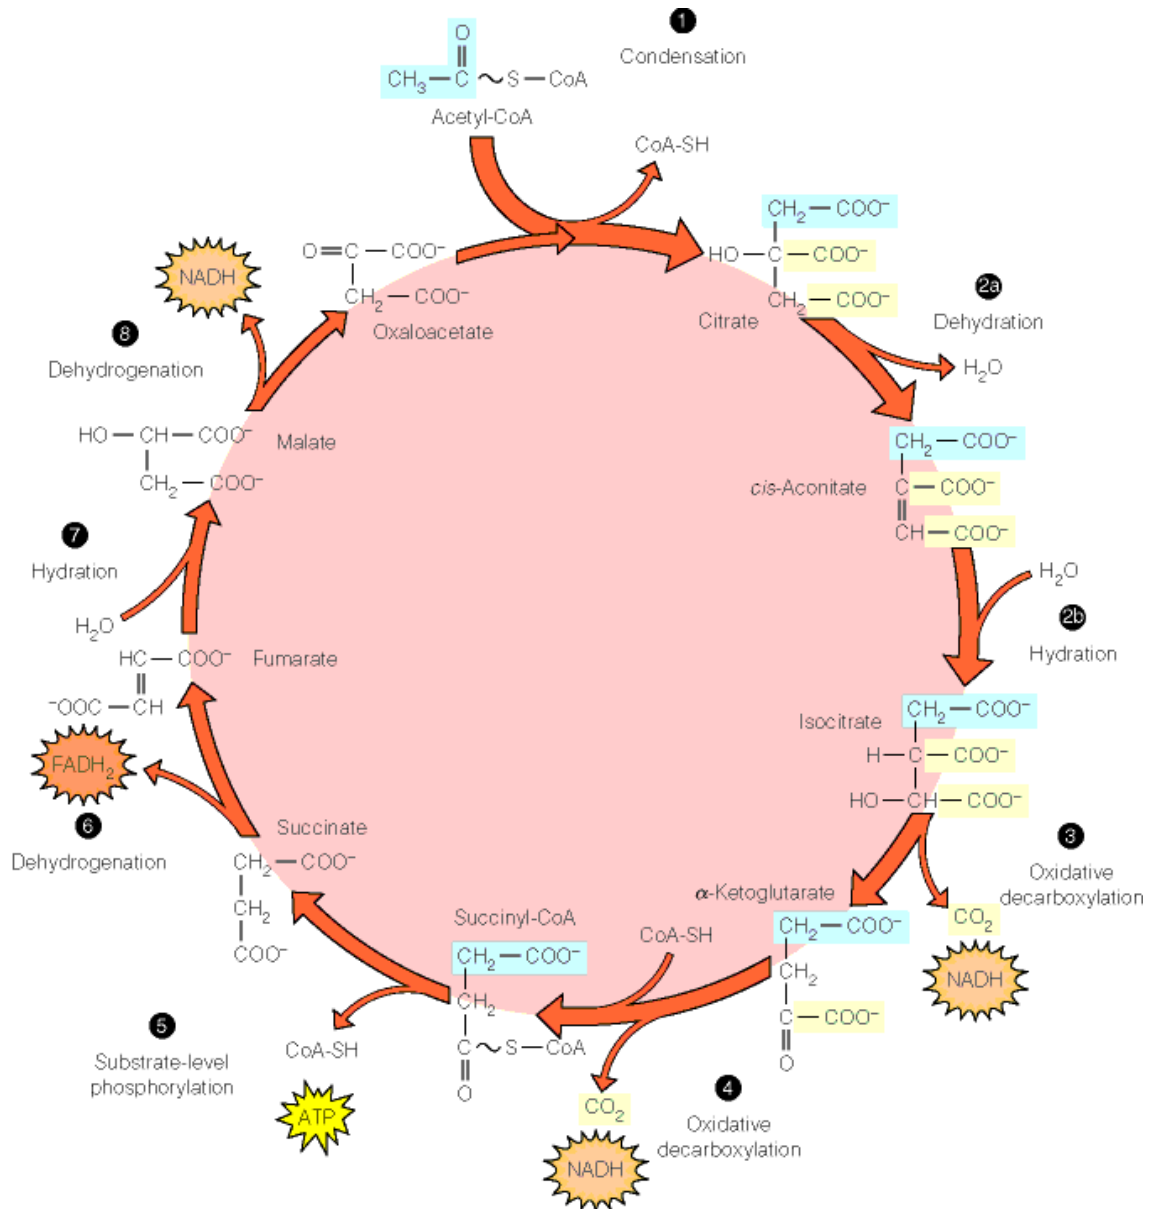 1
Condensation
O
CH₃—C~S—CoA
Acetyl-CoA
CoA-SH
CH₂—COO⁻
HO—C—COO⁻
CH₂—COO⁻
Citrate
2a
Dehydration
H₂O
CH₂—COO⁻
C—COO⁻
CH—COO⁻
cis-Aconitate
H₂O
2b
Hydration
Isocitrate
CH₂—COO⁻
H—C—COO⁻
HO—CH—COO⁻
3
Oxidative
decarboxylation
CO₂
NADH
α-Ketoglutarate
CH₂—COO⁻
CH₂
C—COO⁻
O
CoA-SH
4
Oxidative
decarboxylation
CO₂
NADH
Succinyl-CoA
CH₂—COO⁻
CH₂
C~S—CoA
O
5
Substrate-level
phosphorylation
CoA-SH
ATP
Succinate
CH₂—COO⁻
CH₂
COO⁻
6
Dehydrogenation
FADH₂
Fumarate
HC—COO⁻
⁻OOC—CH
7
Hydration
H₂O
Malate
HO—CH—COO⁻
CH₂—COO⁻
8
Dehydrogenation
NADH
O=C—COO⁻
CH₂—COO⁻
Oxaloacetate